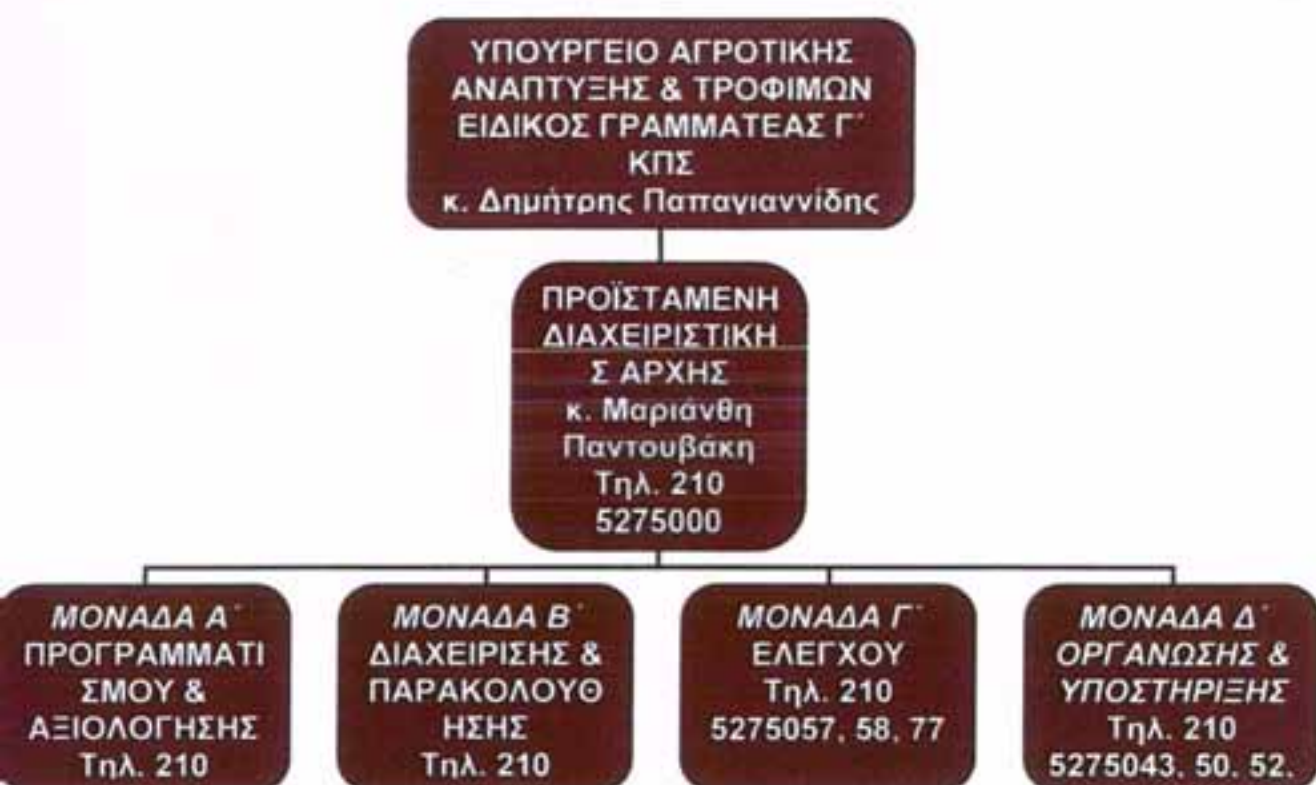 ΥΠΟΥΡΓΕΙΟ ΑΓΡΟΤΙΚΗΣ
ΑΝΑΠΤΥΞΗΣ & ΤΡΟΦΙΜΩΝ
ΕΙΔΙΚΟΣ ΓΡΑΜΜΑΤΕΑΣ Γ΄
ΚΠΣ
κ. Δημήτρης Παπαγιαννίδης
ΠΡΟΪΣΤΑΜΕΝΗ
ΔΙΑΧΕΙΡΙΣΤΙΚΗ
Σ ΑΡΧΗΣ
κ. Μαριάνθη
Παντουβάκη
Τηλ. 210
5275000
ΜΟΝΑΔΑ Α΄
ΠΡΟΓΡΑΜΜΑΤΙ
ΣΜΟΥ &
ΑΞΙΟΛΟΓΗΣΗΣ
Τηλ. 210
ΜΟΝΑΔΑ Β΄
ΔΙΑΧΕΙΡΙΣΗΣ &
ΠΑΡΑΚΟΛΟΥΘ
ΗΣΗΣ
Τηλ. 210
ΜΟΝΑΔΑ Γ΄
ΕΛΕΓΧΟΥ
Τηλ. 210
5275057, 58, 77
ΜΟΝΑΔΑ Δ΄
ΟΡΓΑΝΩΣΗΣ &
ΥΠΟΣΤΗΡΙΞΗΣ
Τηλ. 210
5275043, 50, 52,